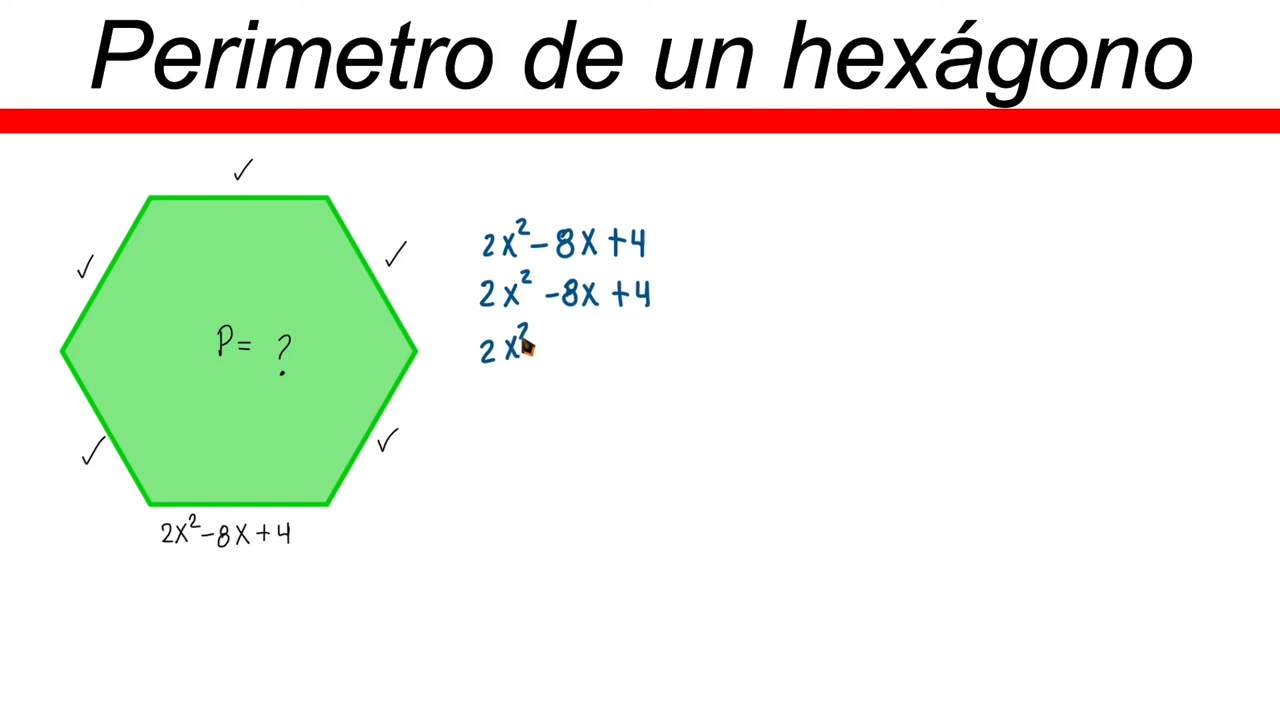 Perimetro de un hexágono
2x² - 8x + 4
2x² - 8x + 4
2x²
P = ?
2x² - 8x + 4